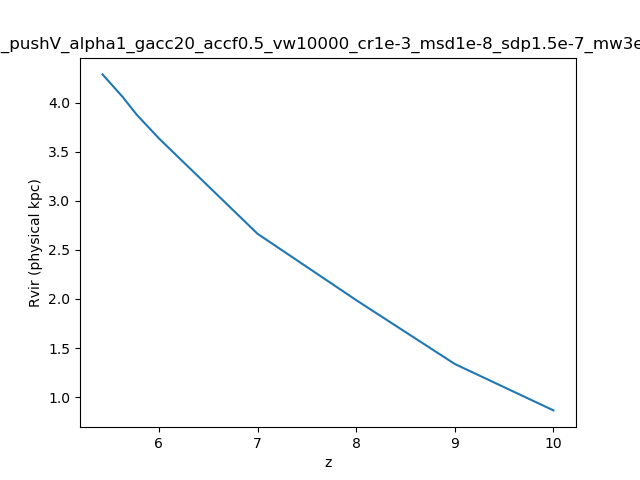 _pushV_alpha1_gacc20_accf0.5_vw10000_cr1e-3_msd1e-8_sdp1.5e-7_mw3e
Rvir (physical kpc)
4.0
3.5
3.0
2.5
2.0
1.5
1.0
6 7 8 9 10
z